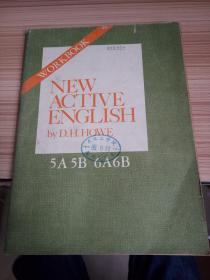 WORKBOOK
NEW
ACTIVE
ENGLISH
by D.H.HOWE
5A 5B 6A6B